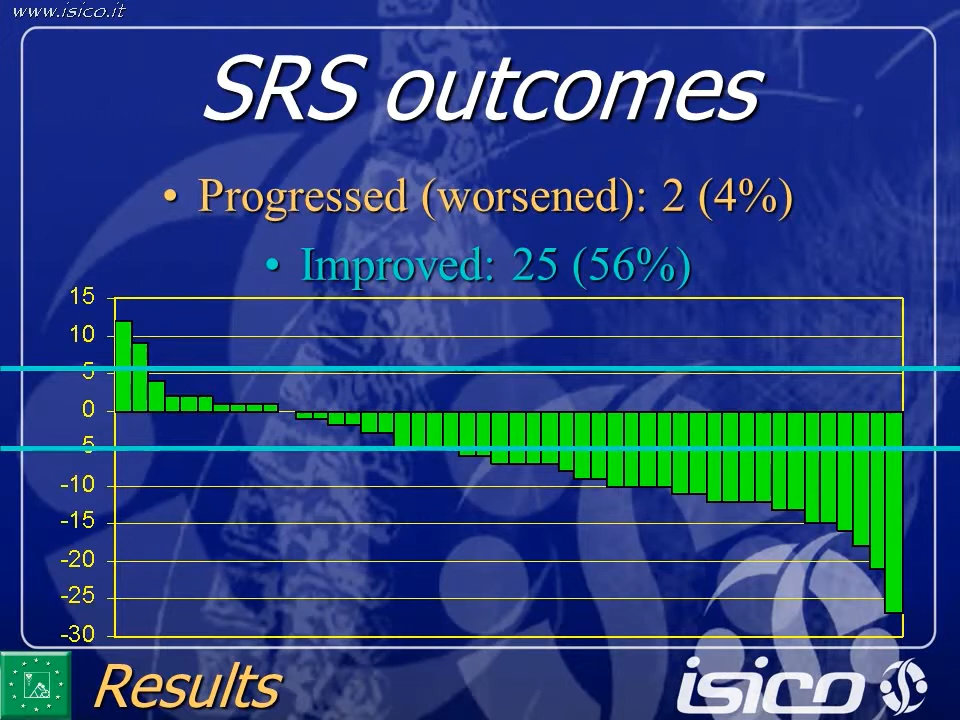 www.isico.it
SRS outcomes
• Progressed (worsened): 2 (4%)
• Improved: 25 (56%)
15
10
5
0
5
-10
-15
-20
-25
-30
Results
isico